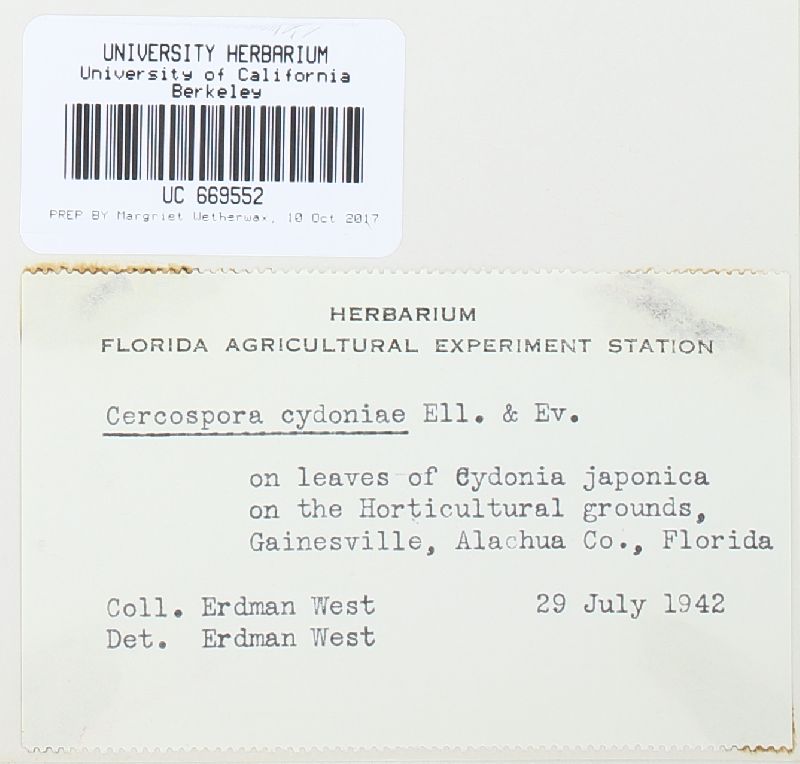 UNIVERSITY HERBARIUM
University of California
Berkeley
UC 669552
PREP BY Margriet Wetherwax, 10 Oct 2017
HERBARIUM
FLORIDA AGRICULTURAL EXPERIMENT STATION
Cercospora cydoniae Ell. & Ev.
on leaves of Cydonia japonica
on the Horticultural grounds,
Gainesville, Alachua Co., Florida
Coll. Erdman West 29 July 1942
Det. Erdman West